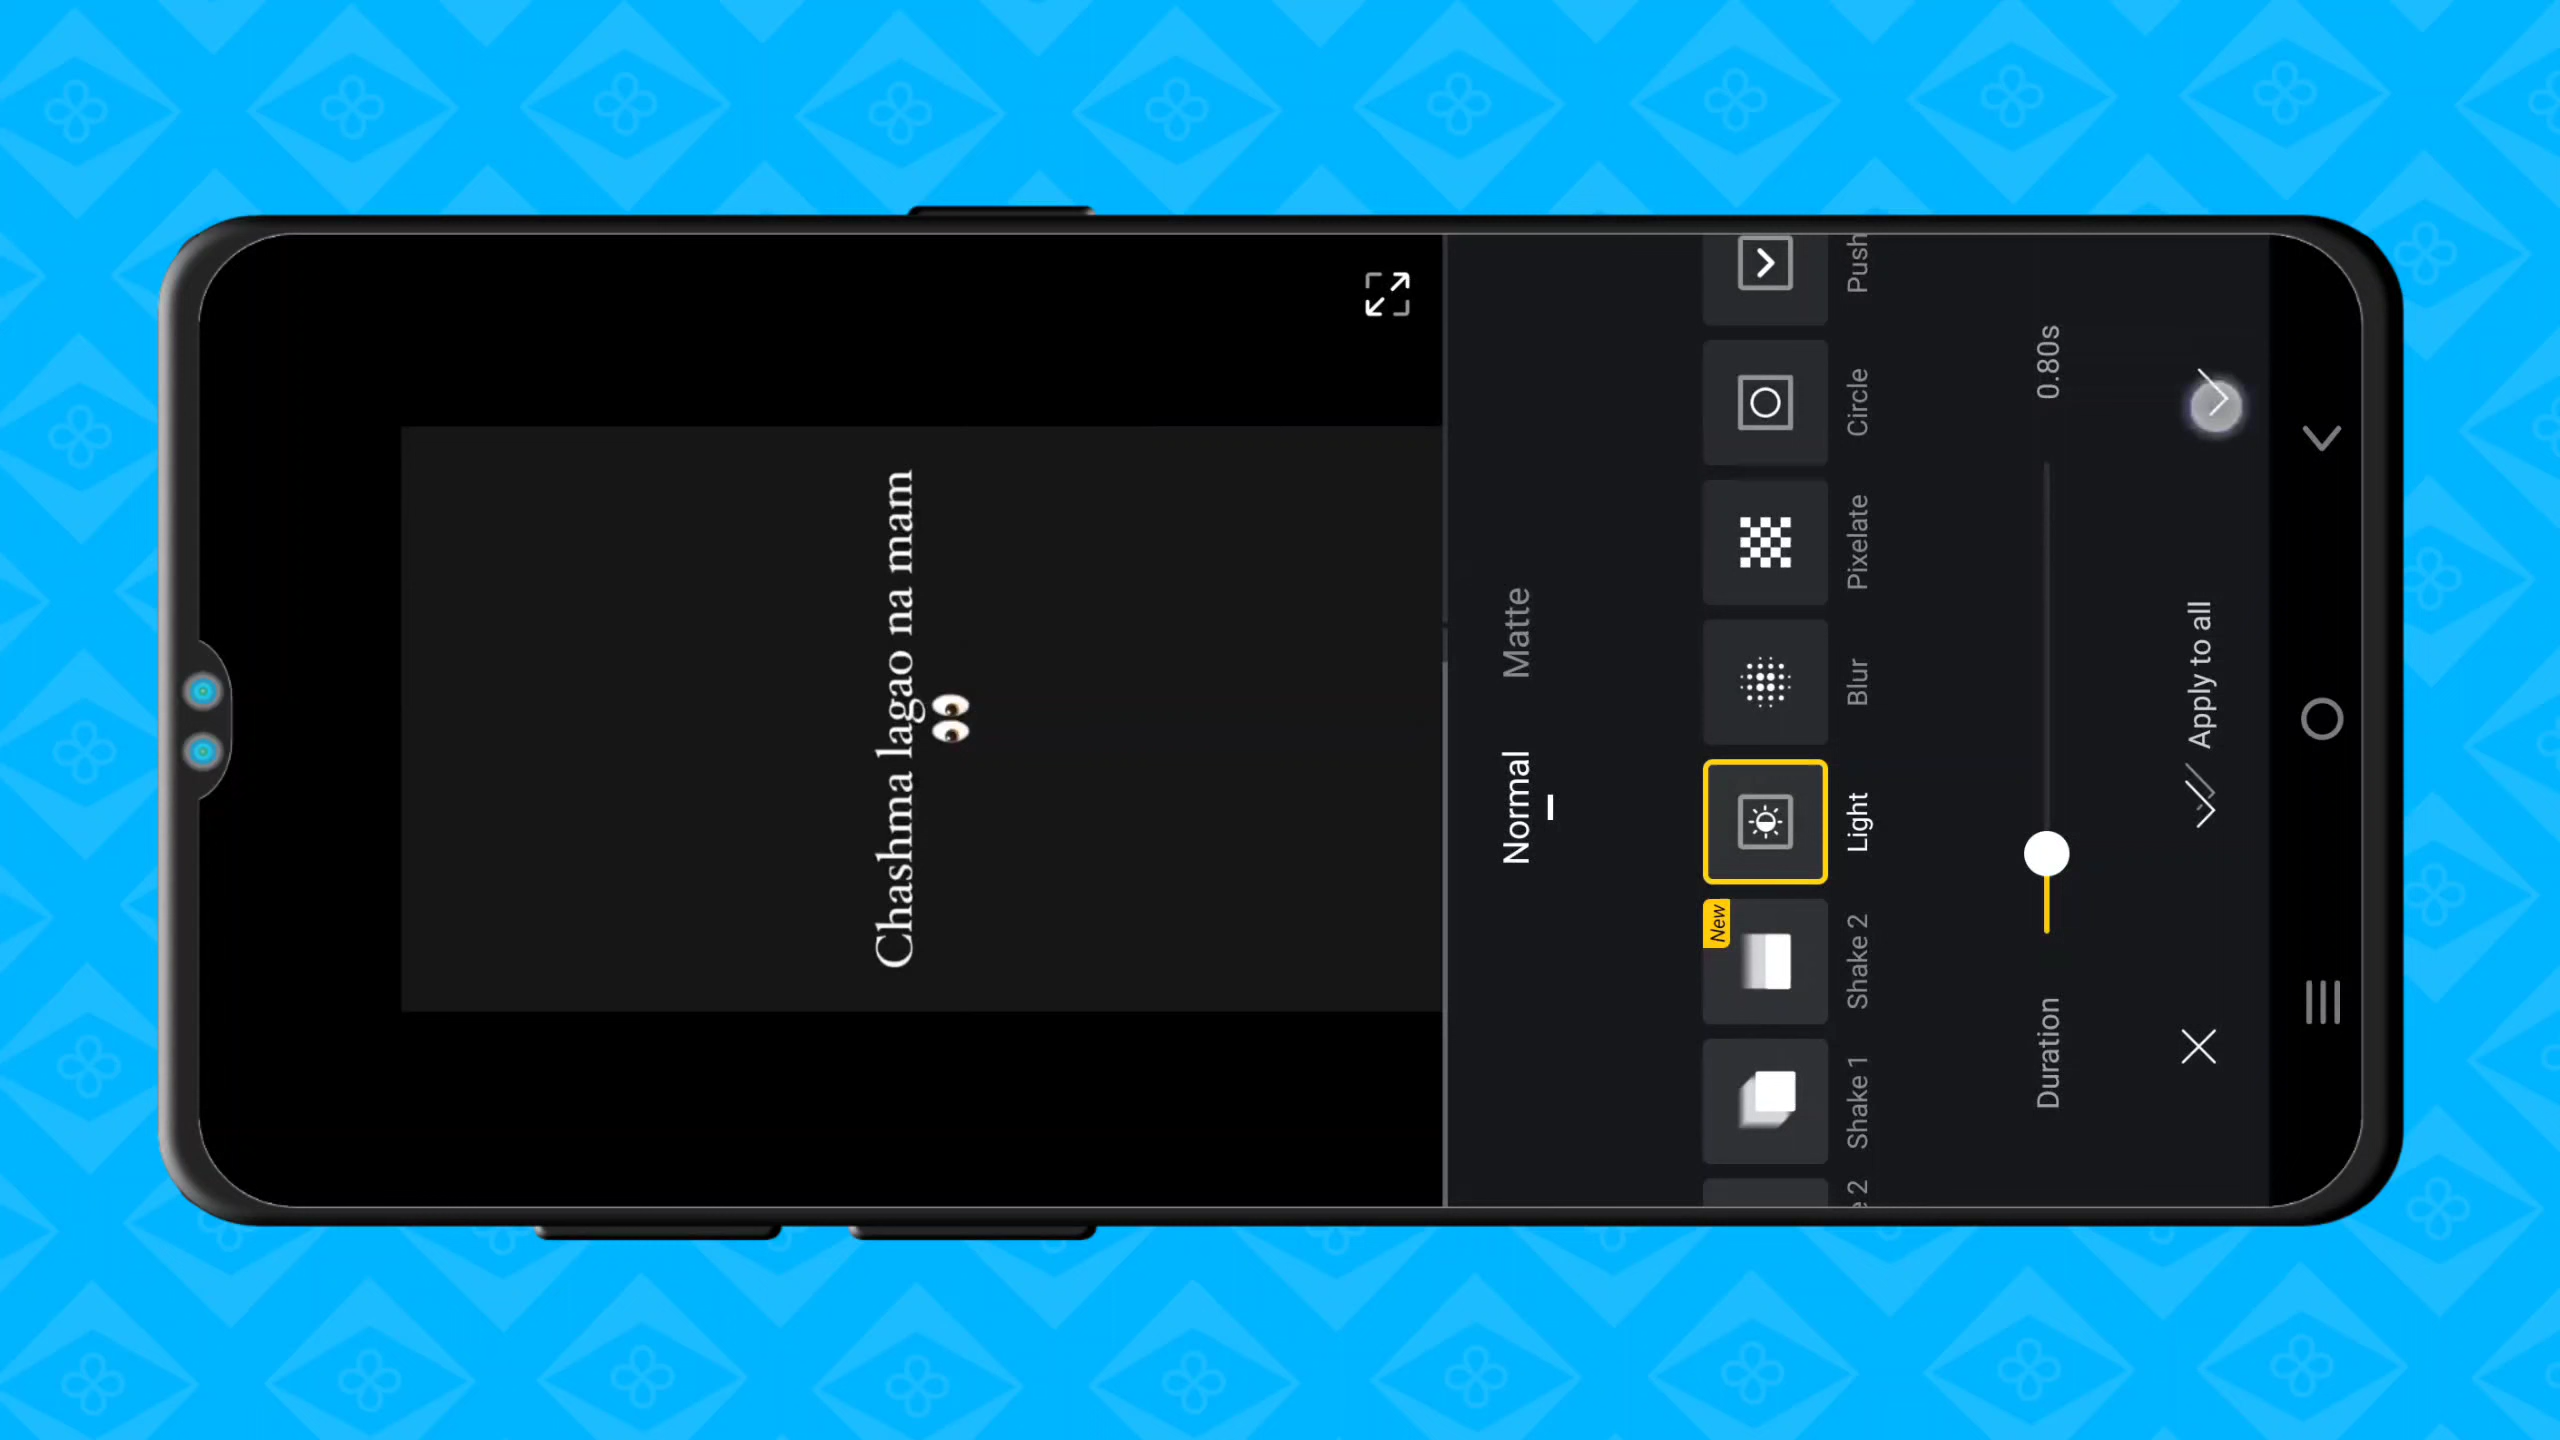 Chashma lagao na mam
👀
Normal
Matte
New
e 2
Shake 1
Shake 2
Light
Blur
Pixelate
Circle
Push
Duration
0.80s
Apply to all